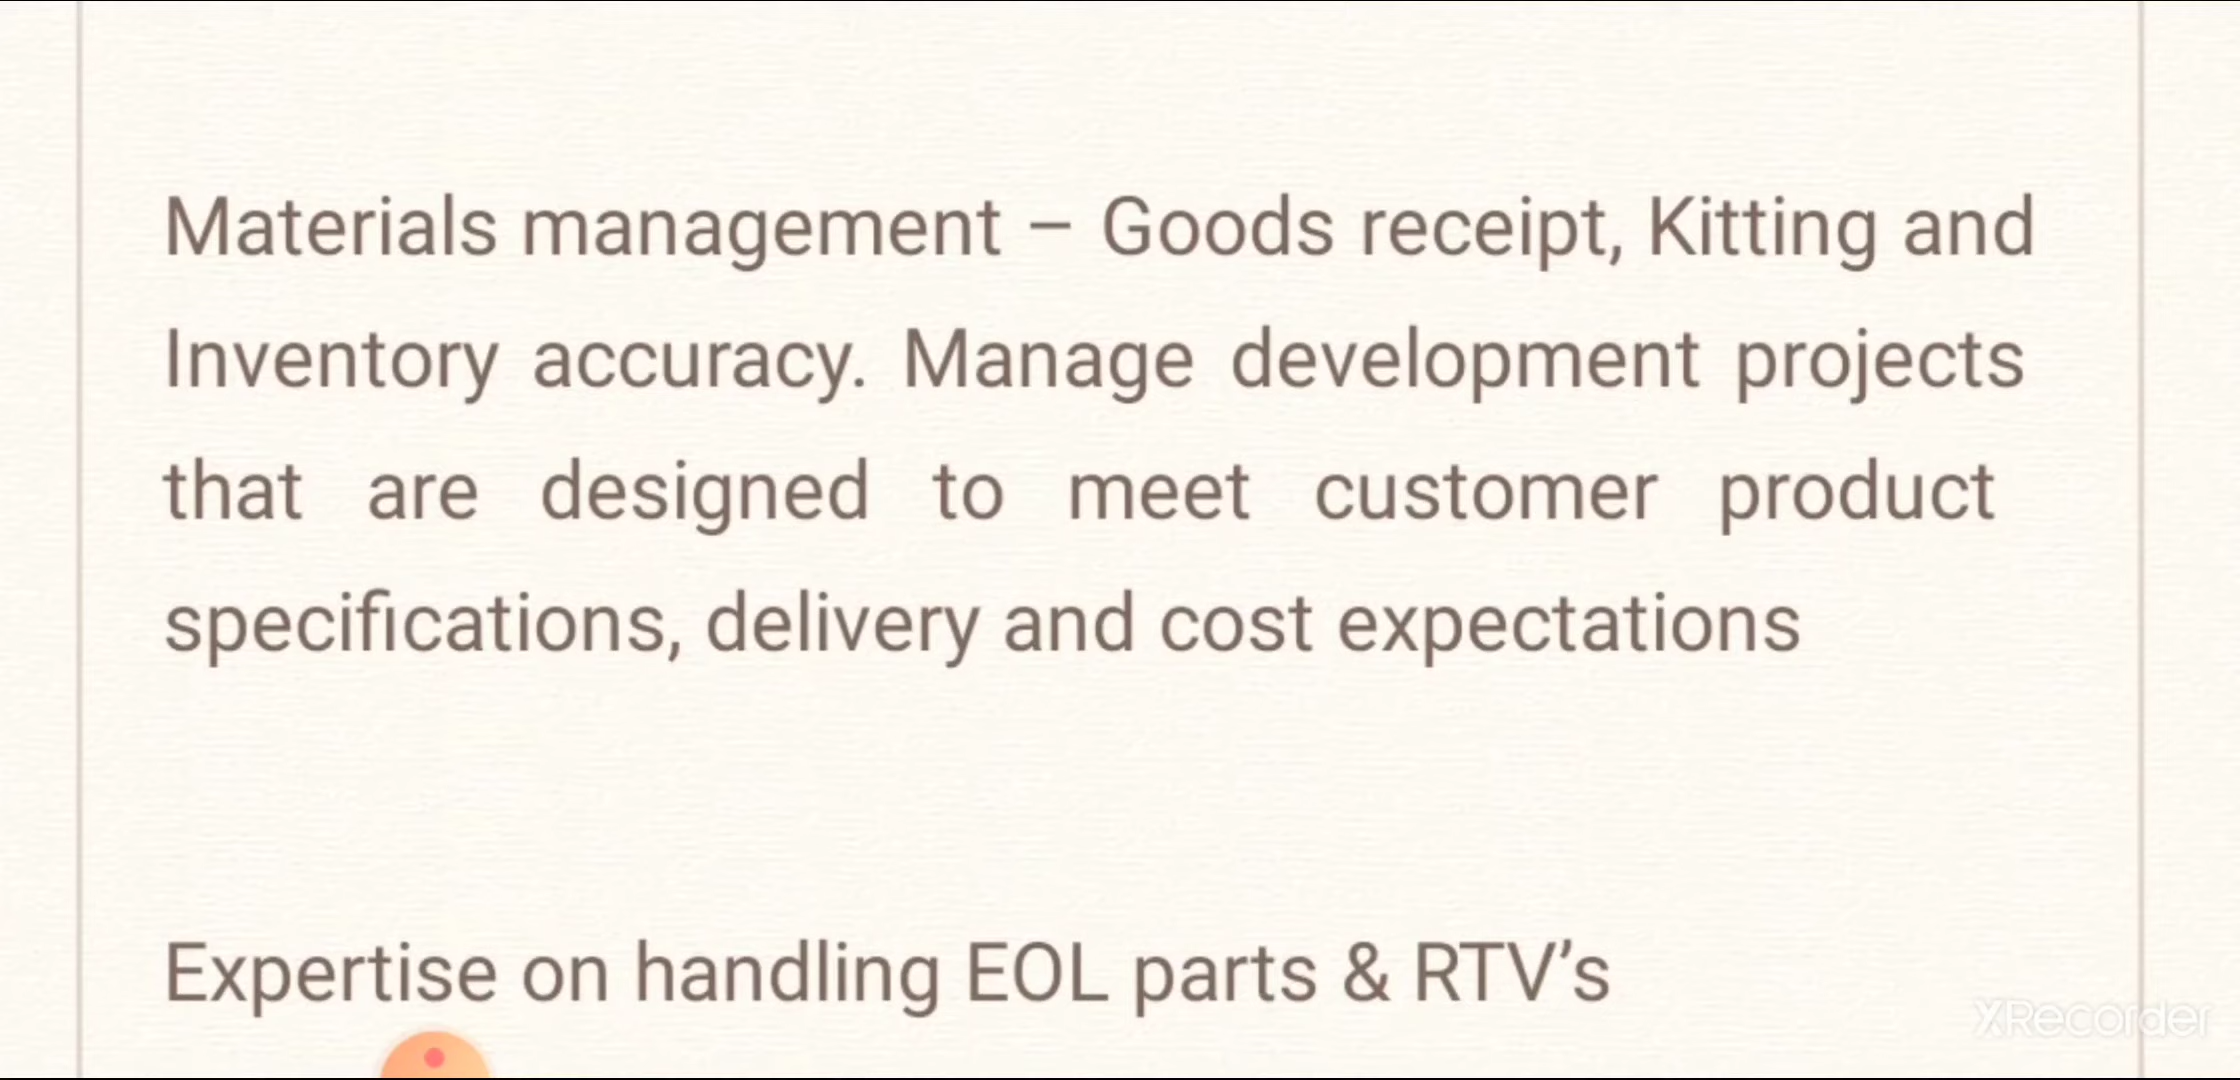 Materials management – Goods receipt, Kitting and
Inventory accuracy. Manage development projects
that are designed to meet customer product
specifications, delivery and cost expectations
Expertise on handling EOL parts & RTV’s
XRecorder